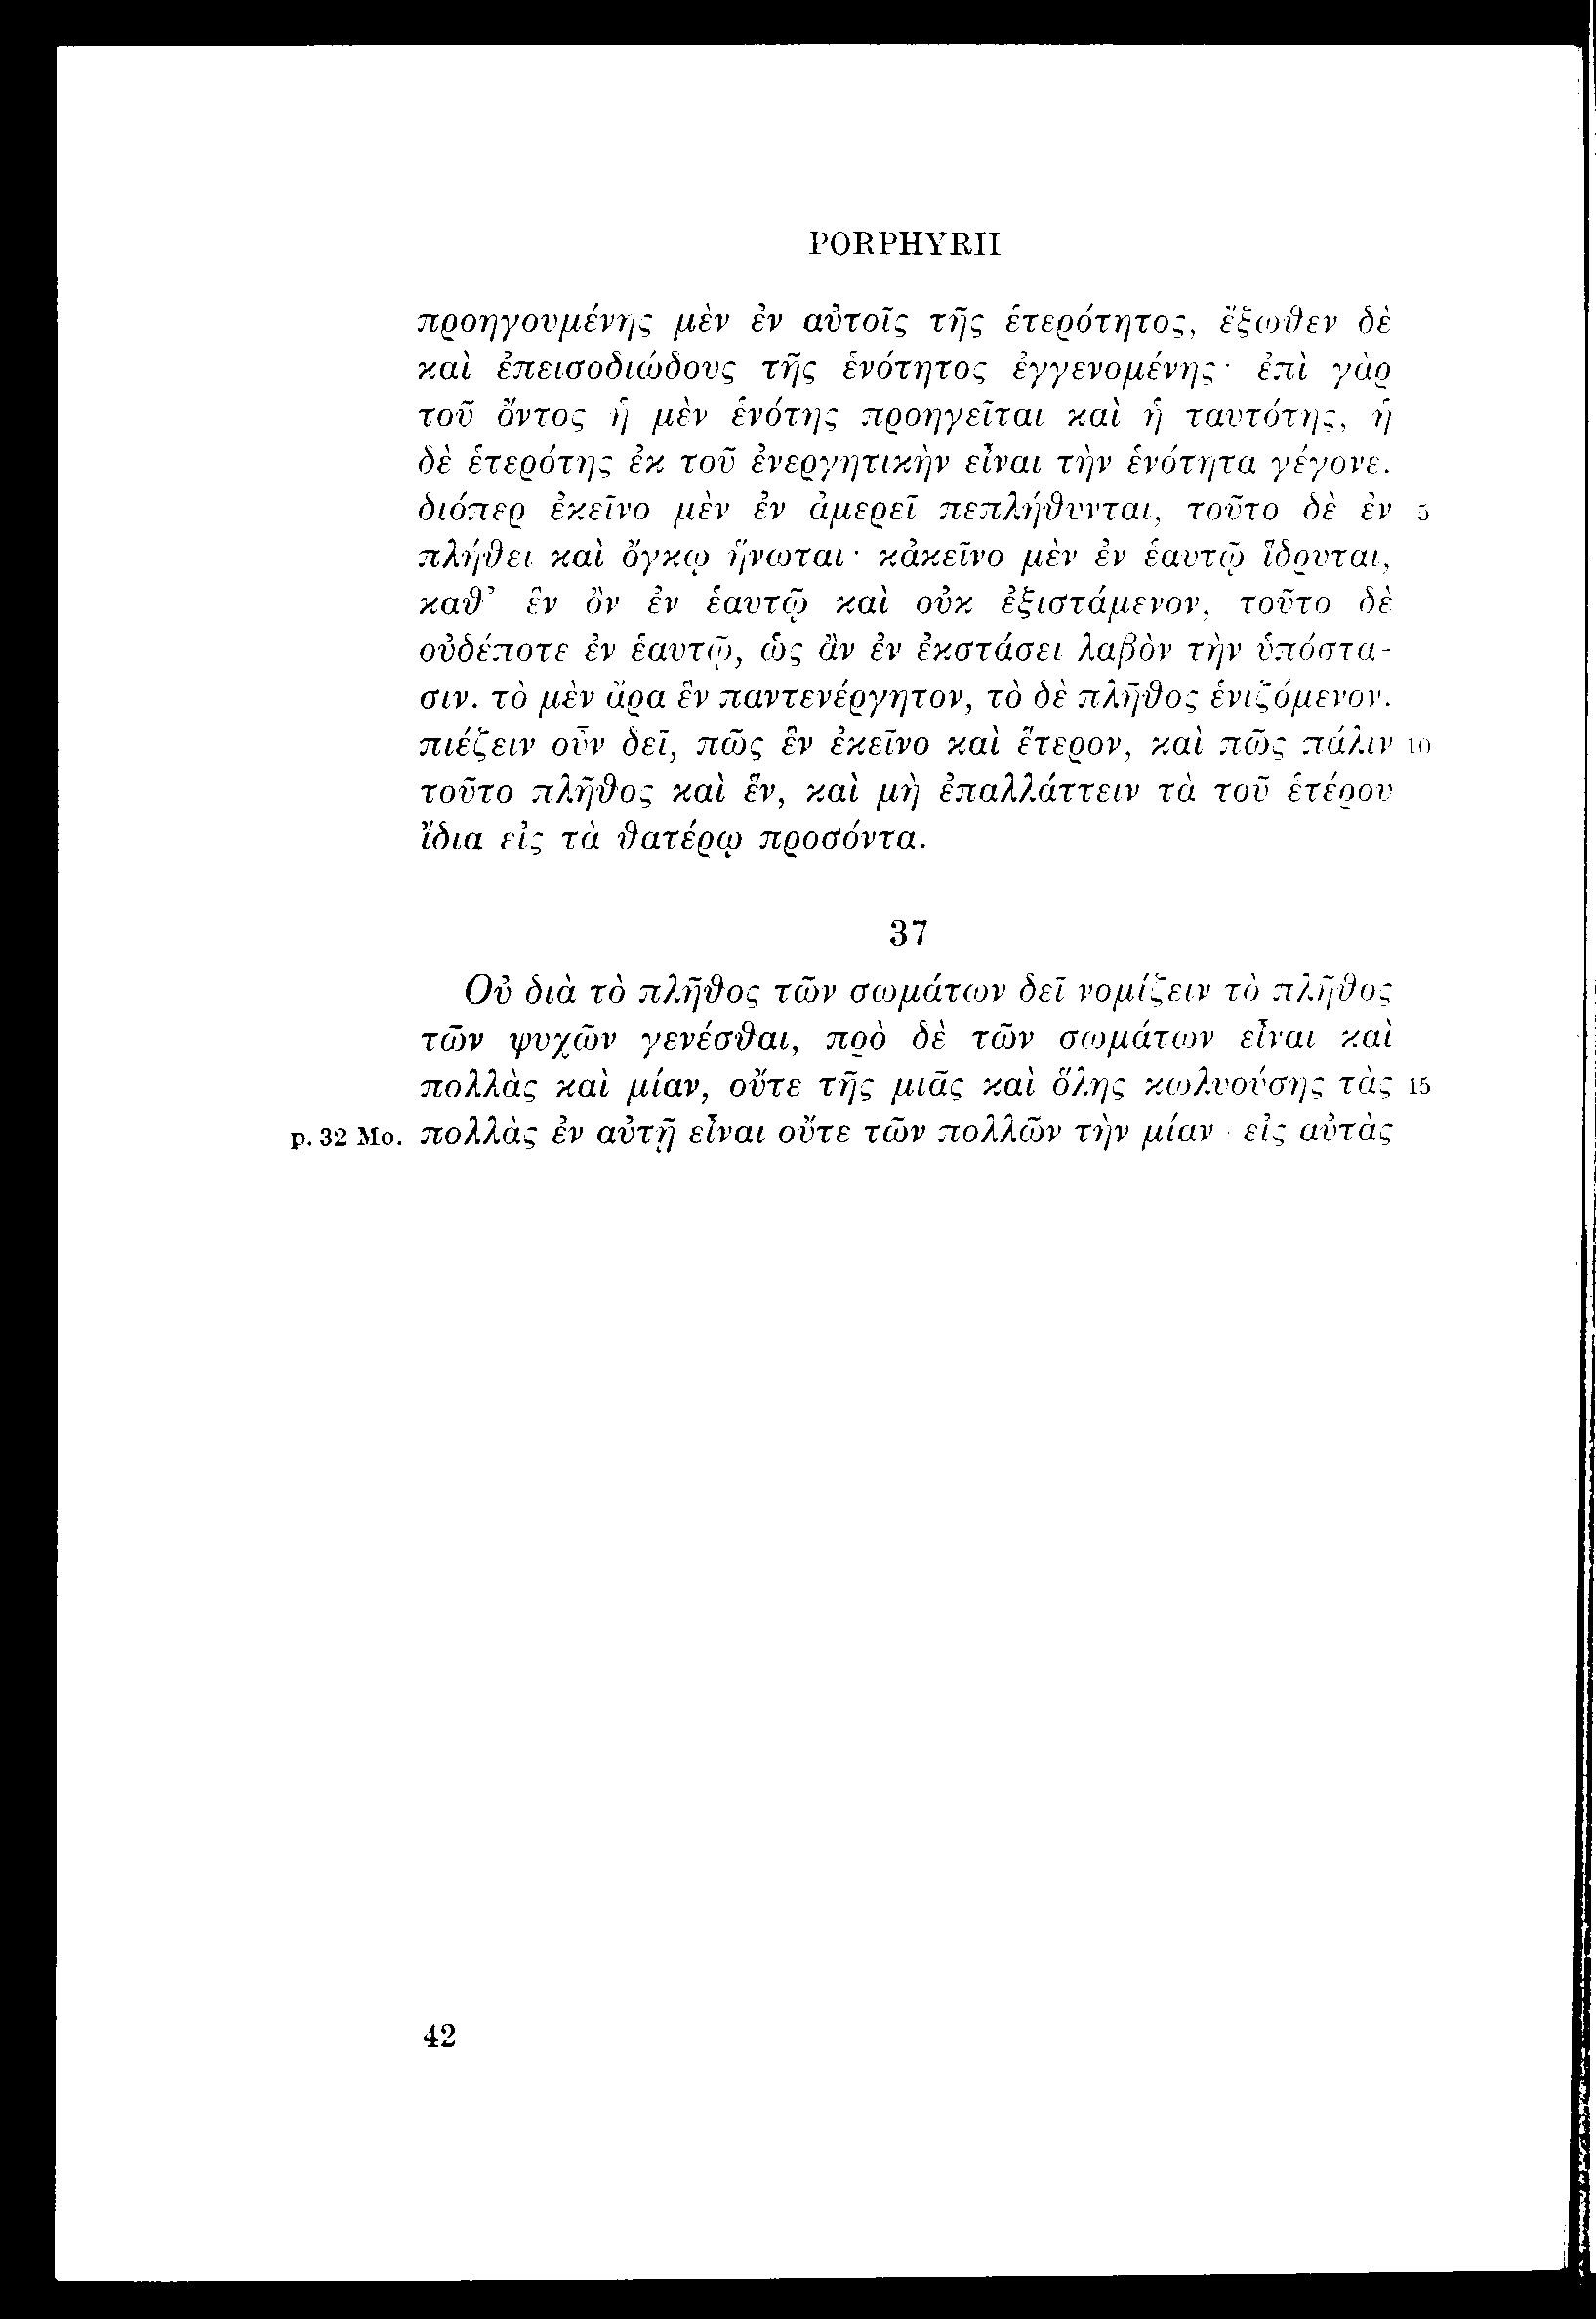 PORPHYRII
προηγουμένης μὲν ἐν αὐτοῖς τῆς ἑτερότητος, ἔξωθεν δὲ
καὶ ἐπεισοδιώδους τῆς ἑνότητος ἐγγενομένης· ἐπὶ γὰρ
τοῦ ὄντος ἡ μὲν ἑνότης προηγεῖται καὶ ἡ ταυτότης, ἡ
δὲ ἑτερότης ἐκ τοῦ ἐνεργητικὴν εἶναι τὴν ἑνότητα γέγονε.
διόπερ ἐκεῖνο μὲν ἐν ἀμερεῖ πεπλήθυνται, τοῦτο δὲ ἐν 5
πλήθει καὶ ὄγκῳ ἥνωται· κἀκεῖνο μὲν ἐν ἑαυτῷ ἵδρυται,
καθ’ ἓν ὂν ἐν ἑαυτῷ καὶ οὐκ ἐξιστάμενον, τοῦτο δὲ
οὐδέποτε ἐν ἑαυτῷ, ὡς ἂν ἐν ἐκστάσει λαβὸν τὴν ὑπόστα-
σιν. τὸ μὲν ἄρα ἓν παντενέργητον, τὸ δὲ πλῆθος ἑνιζόμενον.
πιέζειν οὖν δεῖ, πῶς ἓν ἐκεῖνο καὶ ἕτερον, καὶ πῶς πάλιν 10
τοῦτο πλῆθος καὶ ἕν, καὶ μὴ ἐπαλλάττειν τὰ τοῦ ἑτέρου
ἴδια εἰς τὰ θατέρῳ προσόντα.
37
Οὐ διὰ τὸ πλῆθος τῶν σωμάτων δεῖ νομίζειν τὸ πλῆθος
τῶν ψυχῶν γενέσθαι, πρὸ δὲ τῶν σωμάτων εἶναι καὶ
πολλὰς καὶ μίαν, οὔτε τῆς μιᾶς καὶ ὅλης κωλυούσης τὰς 15
p. 32 Mo. πολλὰς ἐν αὐτῇ εἶναι οὔτε τῶν πολλῶν τὴν μίαν εἰς αὐτὰς
42